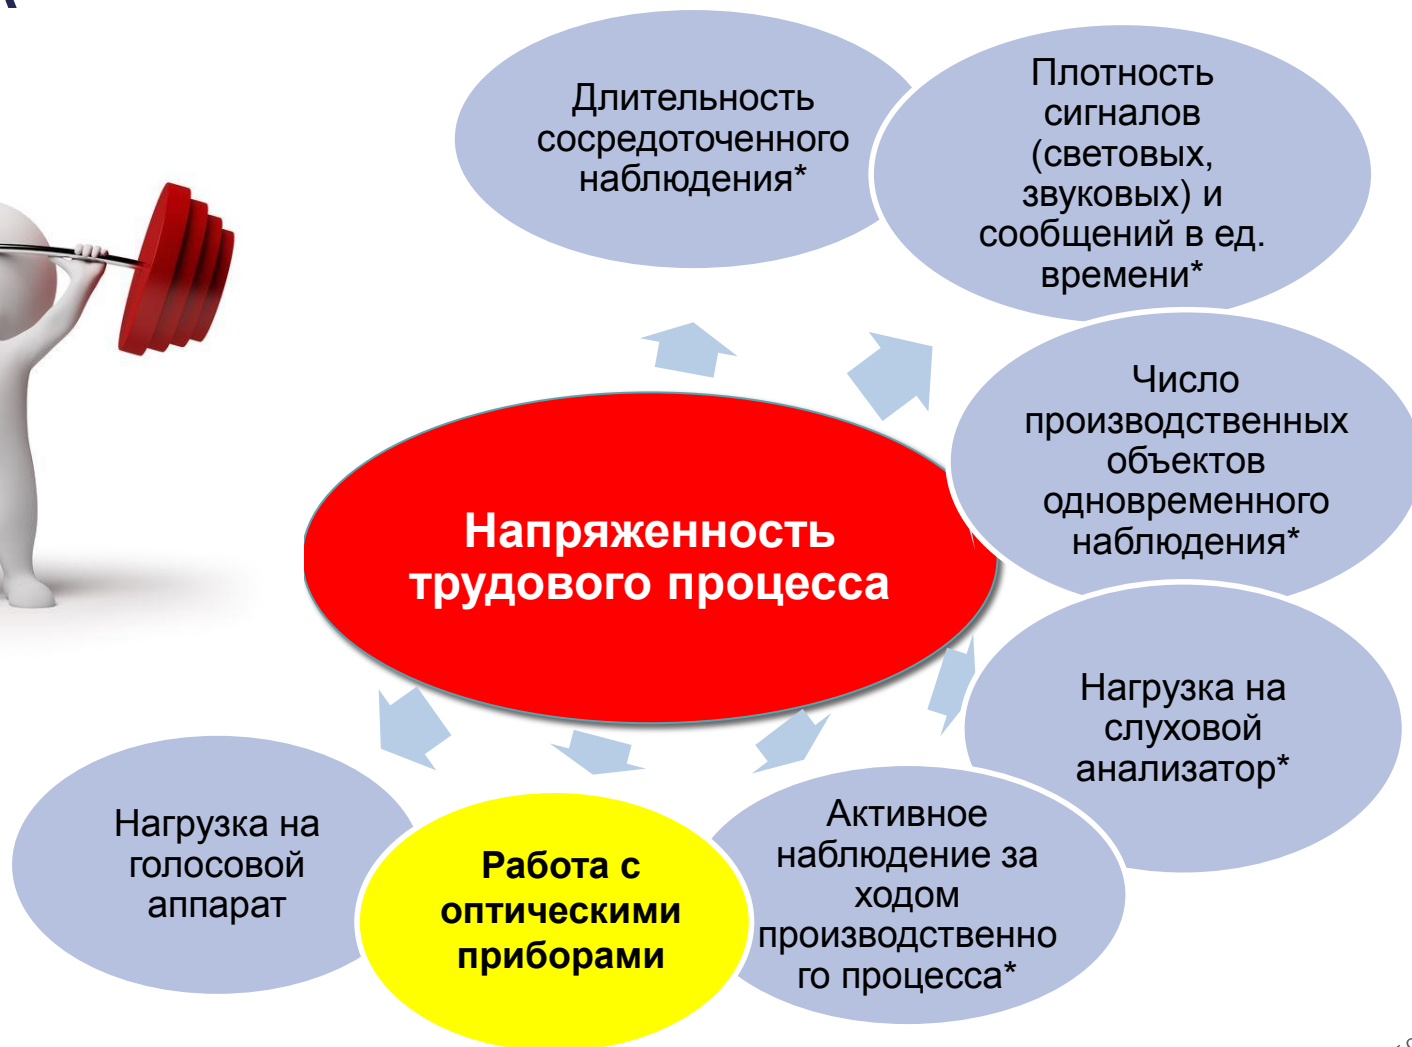 Длительность
сосредоточенного
наблюдения*
Плотность
сигналов
(световых,
звуковых) и
сообщений в ед.
времени*
Число
производственных
объектов
одновременного
наблюдения*
Напряженность
трудового процесса
Нагрузка на
слуховой
анализатор*
Активное
наблюдение за
ходом
производственно
го процесса*
Работа с
оптическими
приборами
Нагрузка на
голосовой
аппарат